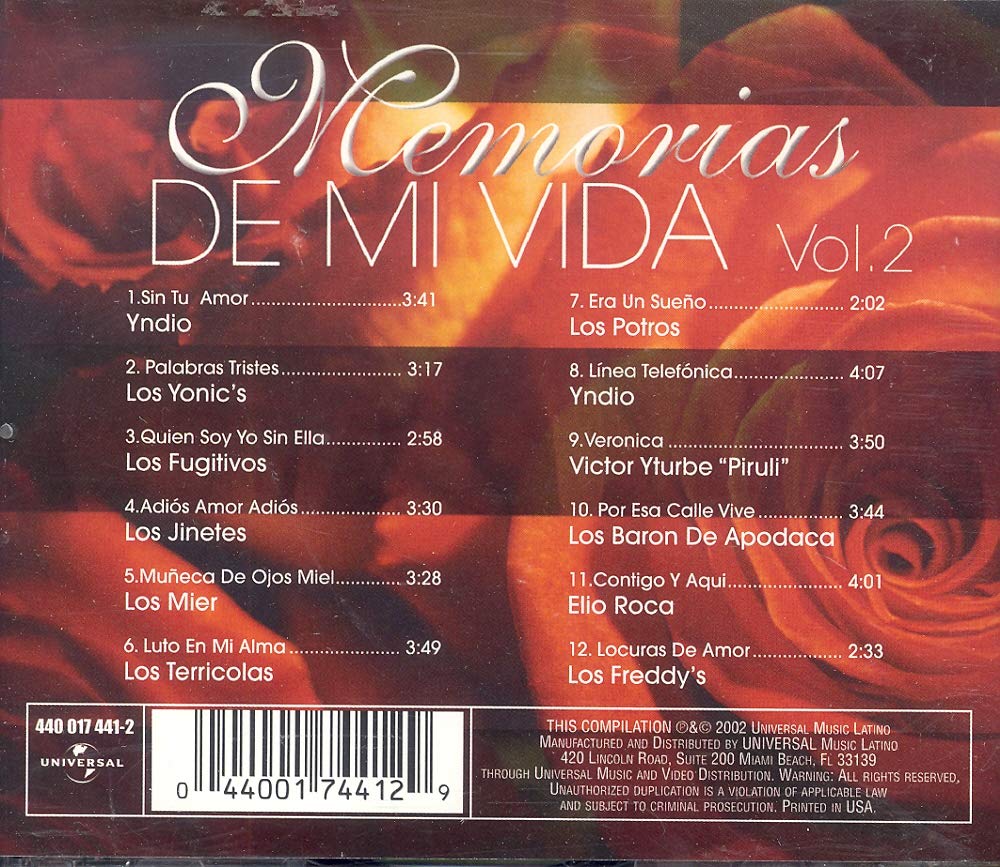 Memorias
DE MI VIDA Vol.2
1.Sin Tu Amor..........................3:41
Yndio
2. Palabras Tristes..................... 3:17
Los Yonic's
3.Quien Soy Yo Sin Ella............. 2:58
Los Fugitivos
4.Adiós Amor Adiós.................. 3:30
Los Jinetes
5.Muñeca De Ojos Miel........... 3:28
Los Mier
6. Luto En Mi Alma................... 3:49
Los Terricolas
7. Era Un Sueño....................... 2:02
Los Potros
8. Línea Telefónica................... 4:07
Yndio
9.Veronica .............................. 3:50
Victor Yturbe “Piruli”
10. Por Esa Calle Vive............... 3:44
Los Baron De Apodaca
11.Contigo Y Aqui.................... 4:01
Elio Roca
12. Locuras De Amor............... 2:33
Los Freddy's
440 017 441-2
UNIVERSAL
0 44001 74412 9
THIS COMPILATION ℗&© 2002 UNIVERSAL MUSIC LATINO
MANUFACTURED AND DISTRIBUTED BY UNIVERSAL MUSIC LATINO
420 LINCOLN ROAD, SUITE 200 MIAMI BEACH, FL 33139
THROUGH UNIVERSAL MUSIC AND VIDEO DISTRIBUTION. WARNING: ALL RIGHTS RESERVED,
UNAUTHORIZED DUPLICATION IS A VIOLATION OF APPLICABLE LAW
AND SUBJECT TO CRIMINAL PROSECUTION. PRINTED IN USA.